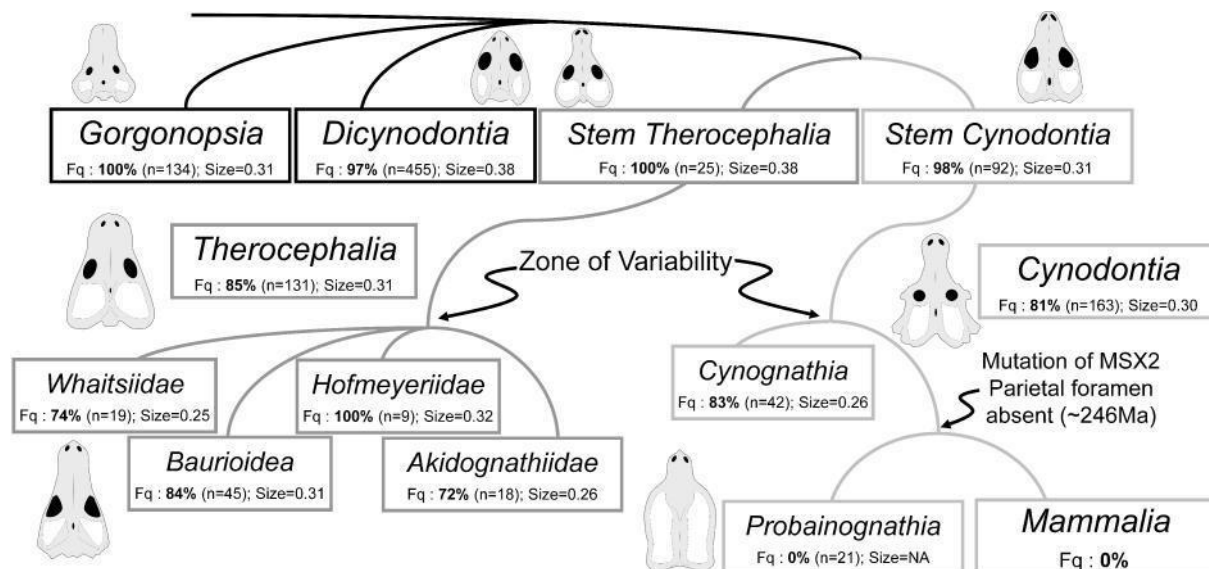 Gorgonopsia
Fq : 100% (n=134); Size=0.31
Dicynodontia
Fq : 97% (n=455); Size=0.38
Stem Therocephalia
Fq : 100% (n=25); Size=0.38
Stem Cynodontia
Fq : 98% (n=92); Size=0.31
Therocephalia
Fq : 85% (n=131); Size=0.31
Zone of Variability
Cynodontia
Fq : 81% (n=163); Size=0.30
Whaitsiidae
Fq : 74% (n=19); Size=0.25
Hofmeyeriidae
Fq : 100% (n=9); Size=0.32
Cynognathia
Fq : 83% (n=42); Size=0.26
Mutation of MSX2
Parietal foramen
absent (~246Ma)
Baurioidea
Fq : 84% (n=45); Size=0.31
Akidognathiidae
Fq : 72% (n=18); Size=0.26
Probainognathia
Fq : 0% (n=21); Size=NA
Mammalia
Fq : 0%